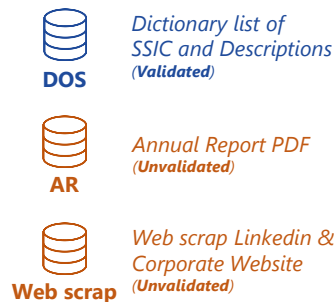 Dictionary list of
SSIC and Descriptions
(Validated)
DOS
Annual Report PDF
(Unvalidated)
AR
Web scrap Linkedin &
Corporate Website
(Unvalidated)
Web scrap